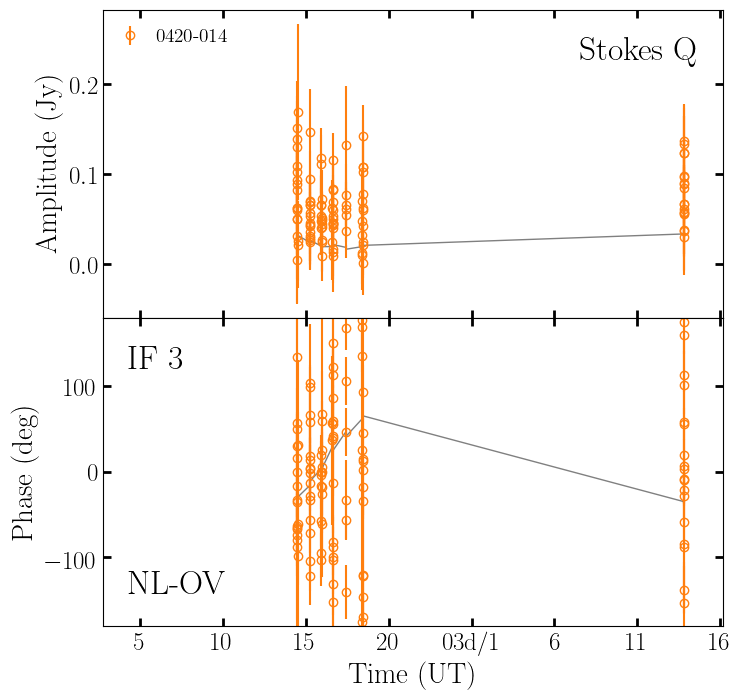 0420-014
Stokes Q
Amplitude (Jy)
0.2
0.1
0.0
IF 3
NL-OV
Phase (deg)
100
0
−100
5 10 15 20 03d/1 6 11 16
Time (UT)